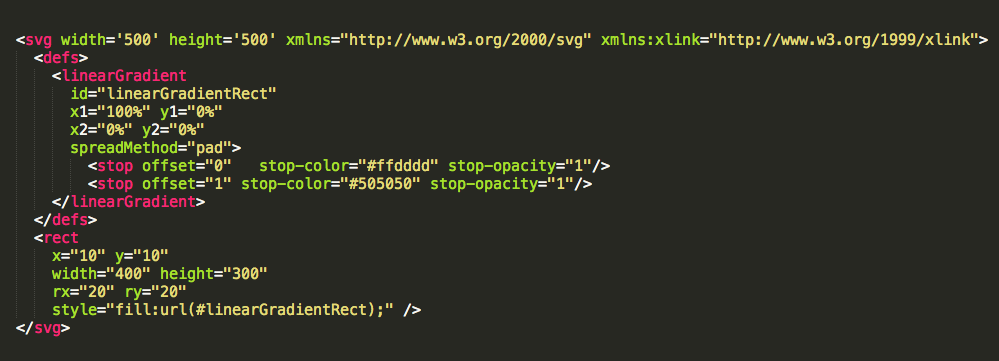 <svg width='500' height='500' xmlns="http://www.w3.org/2000/svg" xmlns:xlink="http://www.w3.org/1999/xlink">
<defs>
<linearGradient
id="linearGradientRect"
x1="100%" y1="0%"
x2="0%" y2="0%"
spreadMethod="pad">
<stop offset="0"   stop-color="#ffdddd" stop-opacity="1"/>
<stop offset="1" stop-color="#505050" stop-opacity="1"/>
</linearGradient>
</defs>
<rect
x="10" y="10"
width="400" height="300"
rx="20" ry="20"
style="fill:url(#linearGradientRect);" />
</svg>